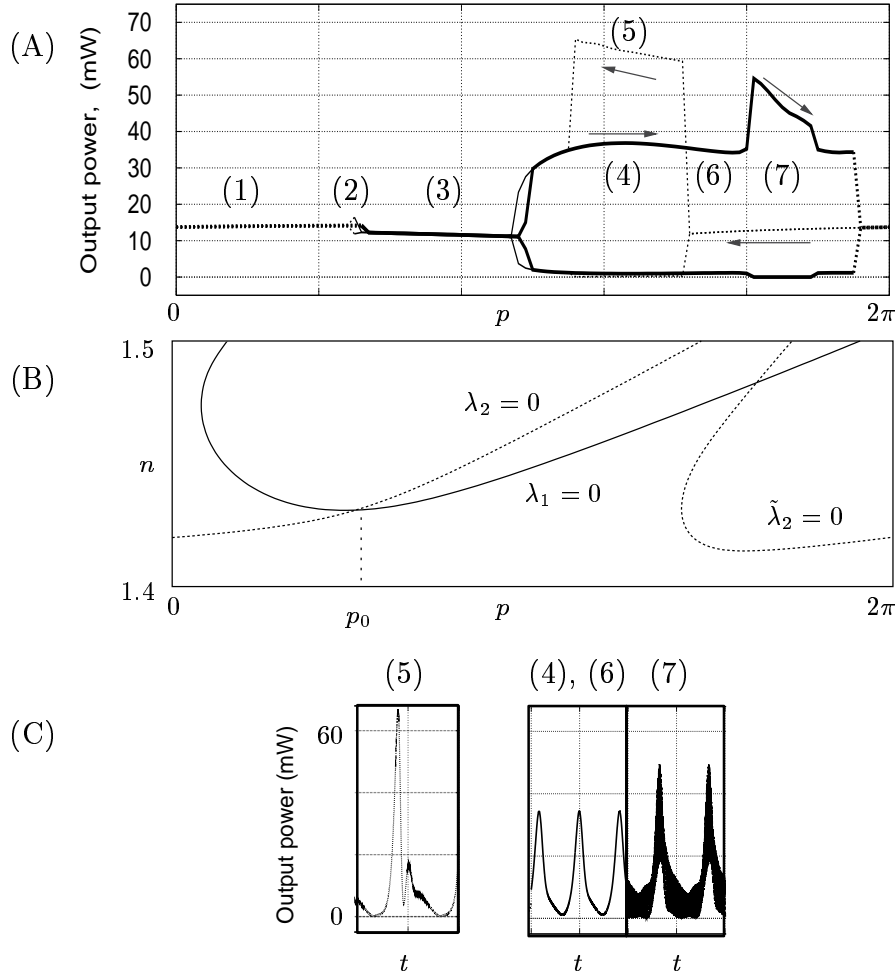 (A)
Output power, (mW)
70
60
50
40
30
20
10
0
(1)
(2)
(3)
(4)
(5)
(6)
(7)
0
p
2π
(B)
1.5
n
1.4
λ₂ = 0
λ₁ = 0
λ̃₂ = 0
0
p₀
p
2π
(C)
(5)
(4), (6)
(7)
Output power (mW)
60
0
t
t
t